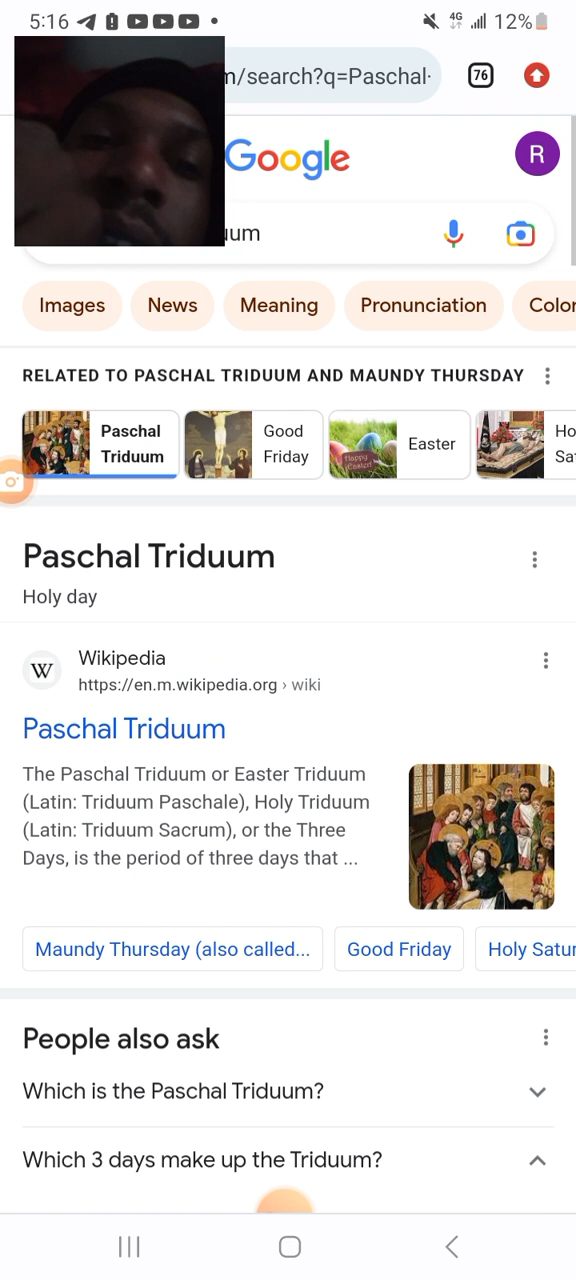 5:16
4G
12%
/search?q=Paschal
76
Google
R
Images
News
Meaning
Pronunciation
RELATED TO PASCHAL TRIDUUM AND MAUNDY THURSDAY
Paschal
Triduum
Good
Friday
Happy
Easter!
Easter
Paschal Triduum
Holy day
W
Wikipedia
https://en.m.wikipedia.org › wiki
Paschal Triduum
The Paschal Triduum or Easter Triduum
(Latin: Triduum Paschale), Holy Triduum
(Latin: Triduum Sacrum), or the Three
Days, is the period of three days that ...
Maundy Thursday (also called...
Good Friday
Holy Satur
People also ask
Which is the Paschal Triduum?
Which 3 days make up the Triduum?